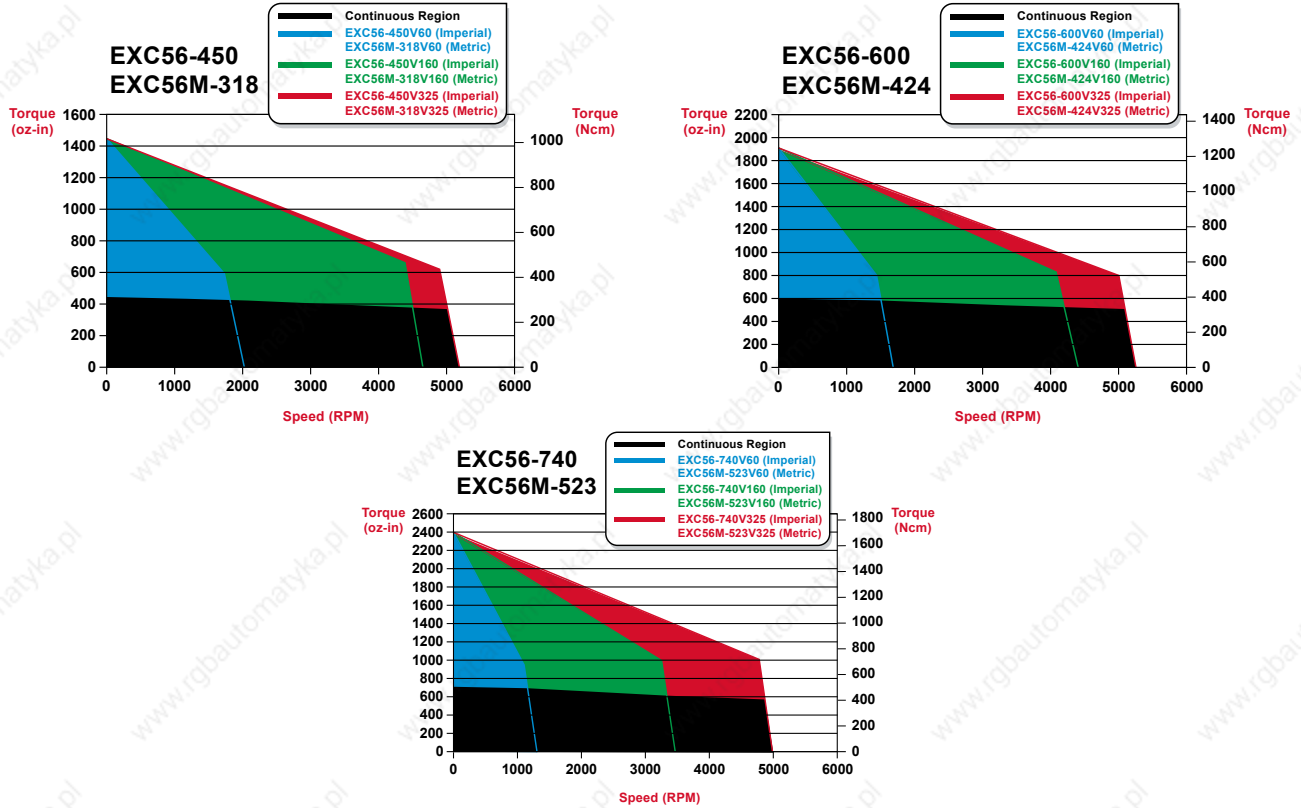 EXC56-450
EXC56M-318
Continuous Region
EXC56-450V60 (Imperial)
EXC56M-318V60 (Metric)
EXC56-450V160 (Imperial)
EXC56M-318V160 (Metric)
EXC56-450V325 (Imperial)
EXC56M-318V325 (Metric)
Torque
(oz-in)
1600
1400
1200
1000
800
600
400
200
0
Torque
(Ncm)
1000
800
600
400
200
0
0 1000 2000 3000 4000 5000 6000
Speed (RPM)
EXC56-600
EXC56M-424
Continuous Region
EXC56-600V60 (Imperial)
EXC56M-424V60 (Metric)
EXC56-600V160 (Imperial)
EXC56M-424V160 (Metric)
EXC56-600V325 (Imperial)
EXC56M-424V325 (Metric)
Torque
(oz-in)
2200
2000
1800
1600
1400
1200
1000
800
600
400
200
0
Torque
(Ncm)
1400
1200
1000
800
600
400
200
0
0 1000 2000 3000 4000 5000 6000
Speed (RPM)
EXC56-740
EXC56M-523
Continuous Region
EXC56-740V60 (Imperial)
EXC56M-523V60 (Metric)
EXC56-740V160 (Imperial)
EXC56M-523V160 (Metric)
EXC56-740V325 (Imperial)
EXC56M-523V325 (Metric)
Torque
(oz-in)
2600
2400
2200
2000
1800
1600
1400
1200
1000
800
600
400
200
0
Torque
(Ncm)
1800
1600
1400
1200
1000
800
600
400
200
0
0 1000 2000 3000 4000 5000 6000
Speed (RPM)
www.rgbautomatyka.pl